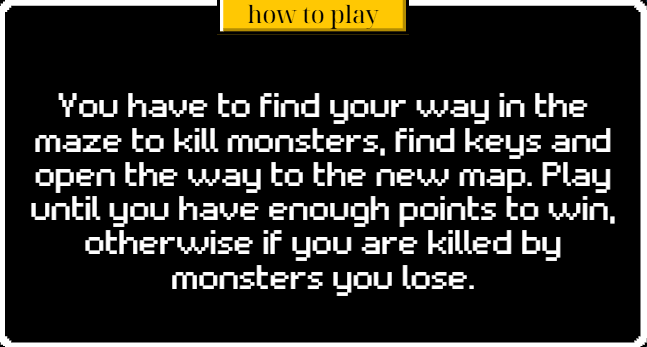 how to play
You have to find your way in the
maze to kill monsters, find keys and
open the way to the new map. Play
until you have enough points to win,
otherwise if you are killed by
monsters you lose.